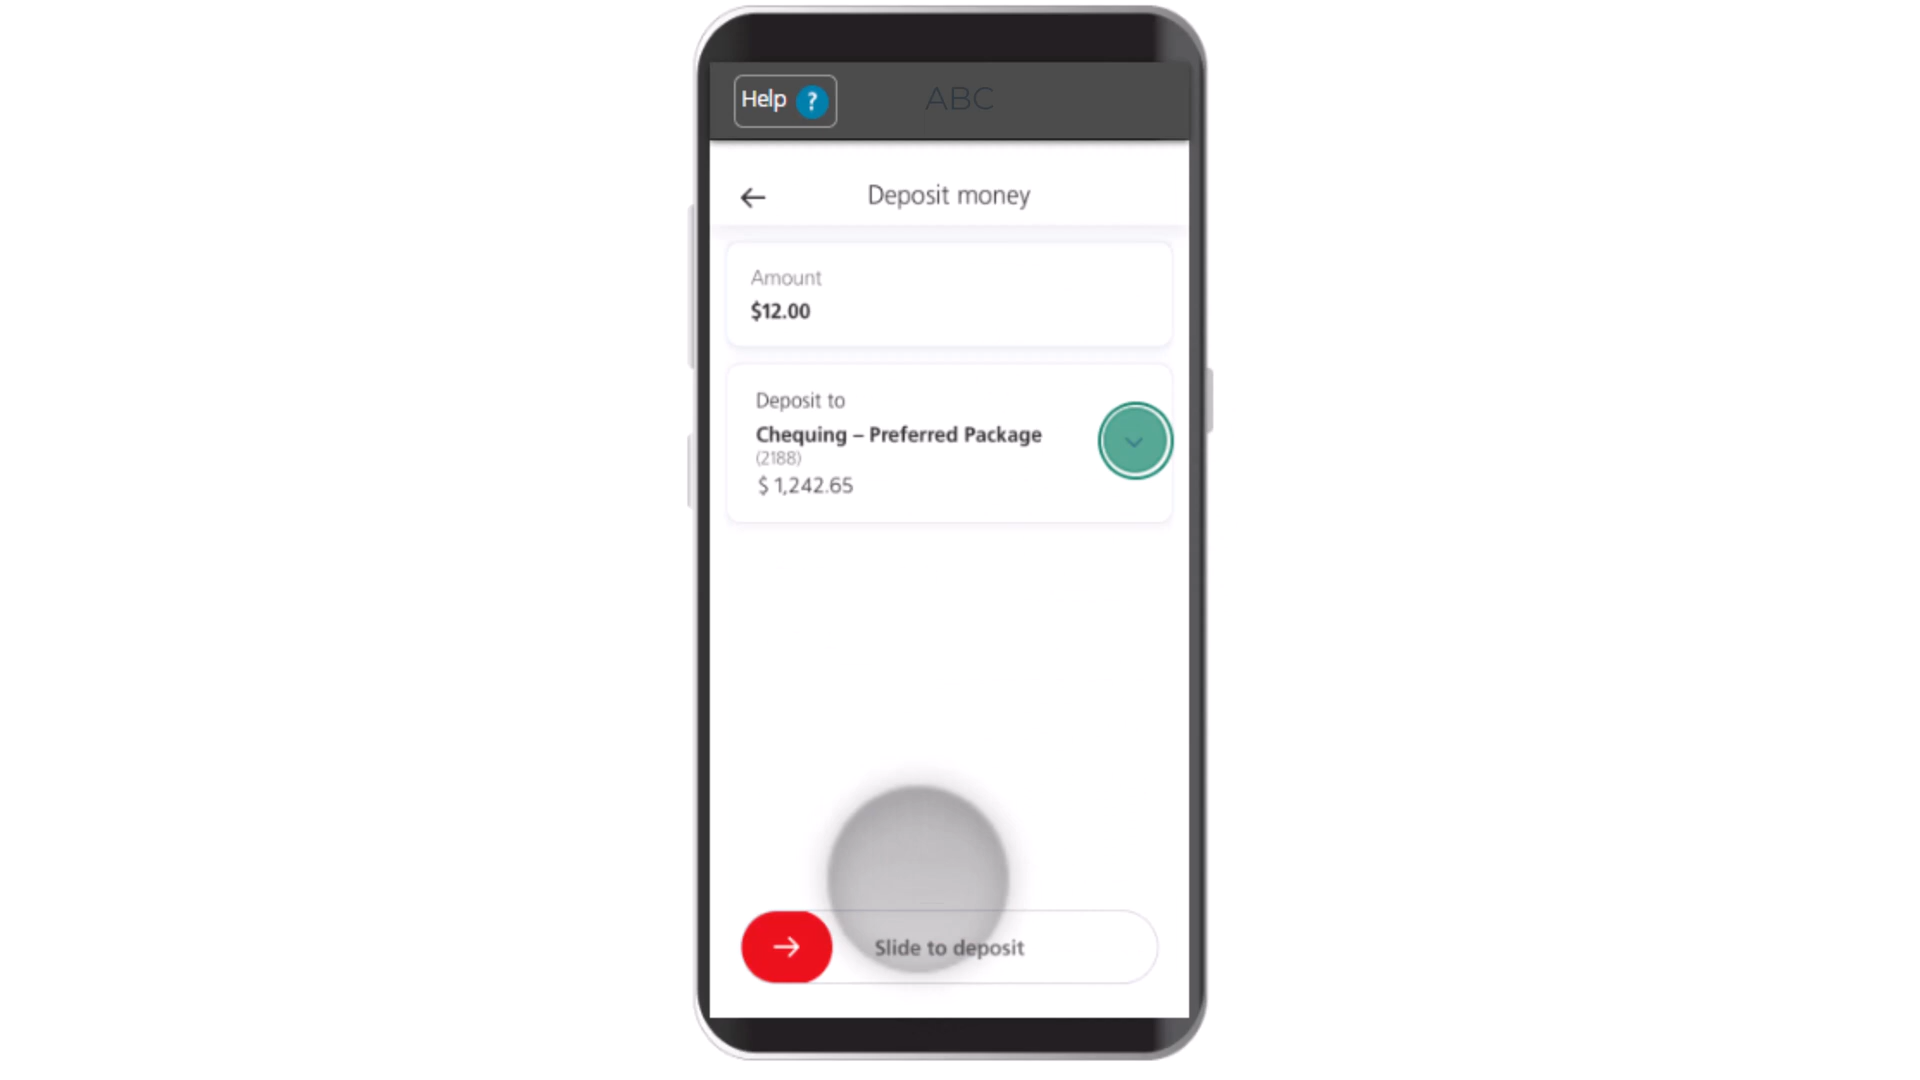 Help ?
ABC
Deposit money
Amount
$12.00
Deposit to
Chequing – Preferred Package
(2188)
$ 1,242.65
Slide to deposit